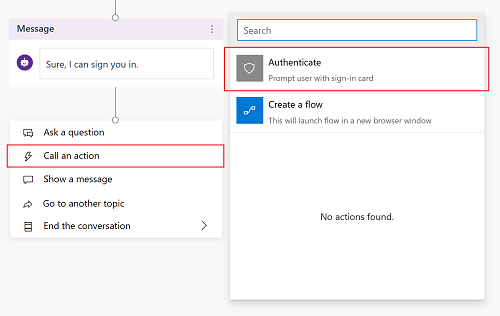 Message
Sure, I can sign you in.
Ask a question
Call an action
Show a message
Go to another topic
End the conversation
Search
Authenticate
Prompt user with sign-in card
Create a flow
This will launch flow in a new browser window
No actions found.